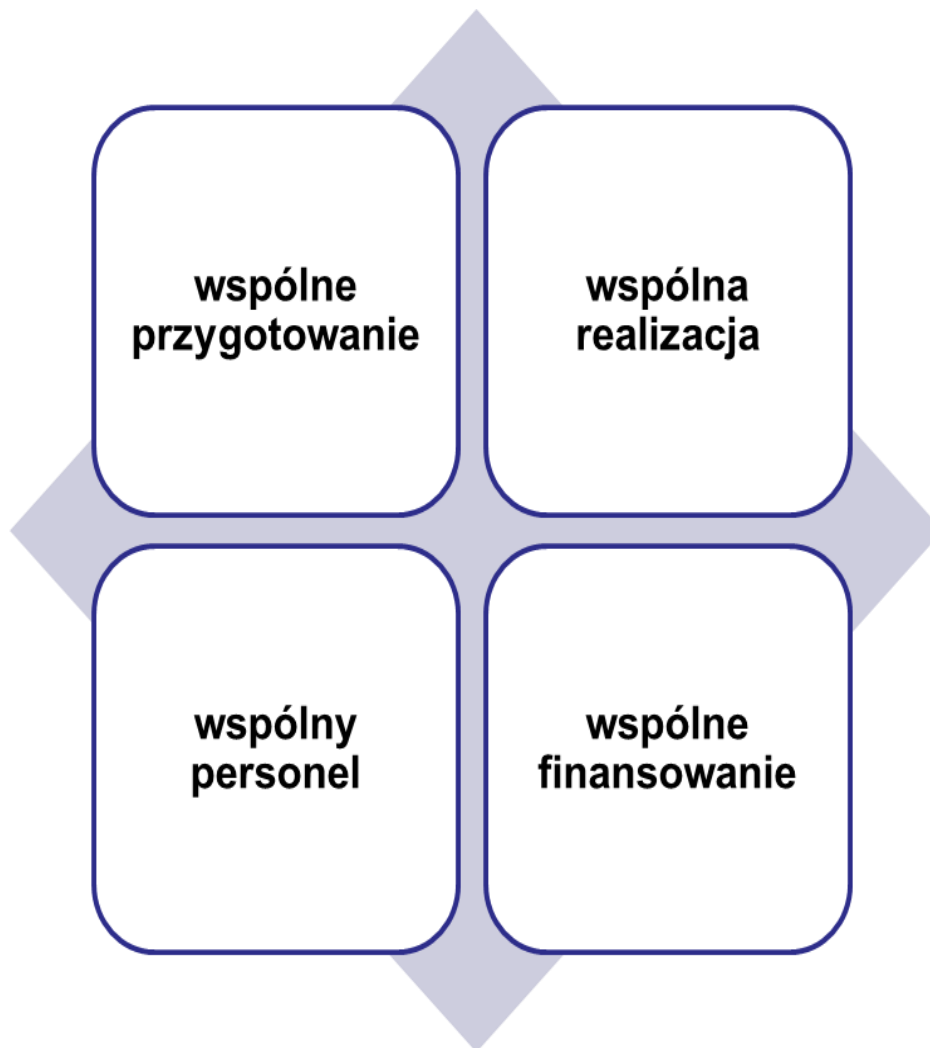 wspólne
przygotowanie
wspólna
realizacja
wspólny
personel
wspólne
finansowanie